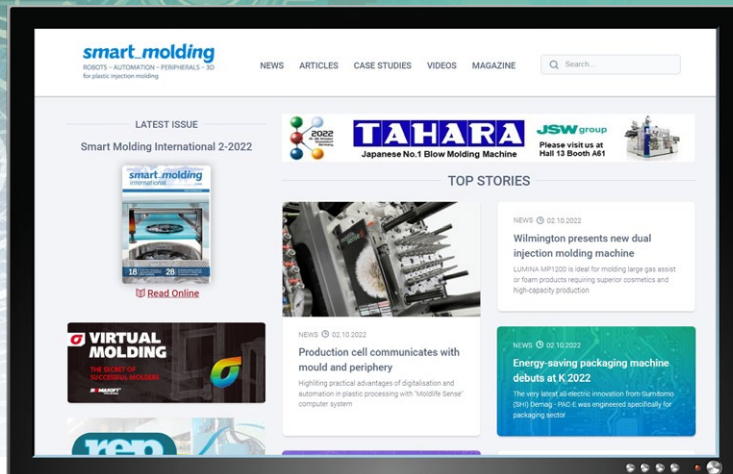 smart_molding
ROBOTS - AUTOMATION - PERIPHERALS - 3D
for plastic injection molding
NEWS ARTICLES CASE STUDIES VIDEOS MAGAZINE
Search...
LATEST ISSUE
Smart Molding International 2-2022
smart_molding
international
18 28
Read Online
VIRTUAL
MOLDING
THE SECRET OF
SUCCESSFUL MOLDERS
SIGMASOFT
rep
2022
TAHARA
Japanese No.1 Blow Molding Machine
JSW group
Please visit us at
Hall 13 Booth A61
TOP STORIES
NEWS 02.10.2022
Production cell communicates with
mould and periphery
Highliting practical advantages of digitalisation and
automation in plastic processing with "Moldlife Sense"
computer system
NEWS 02.10.2022
Wilmington presents new dual
injection molding machine
LUMINA MP1200 is ideal for molding large gas assist
or foam products requiring superior cosmetics and
high-capacity production
NEWS 02.10.2022
Energy-saving packaging machine
debuts at K 2022
The very latest all-electric innovation from Sumitomo
(SHI) Demag - PAC-E was engineered specifically for
packaging sector